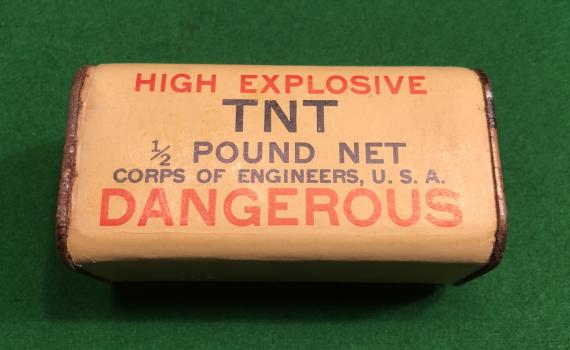 HIGH EXPLOSIVE
TNT
½ POUND NET
CORPS OF ENGINEERS, U. S. A.
DANGEROUS